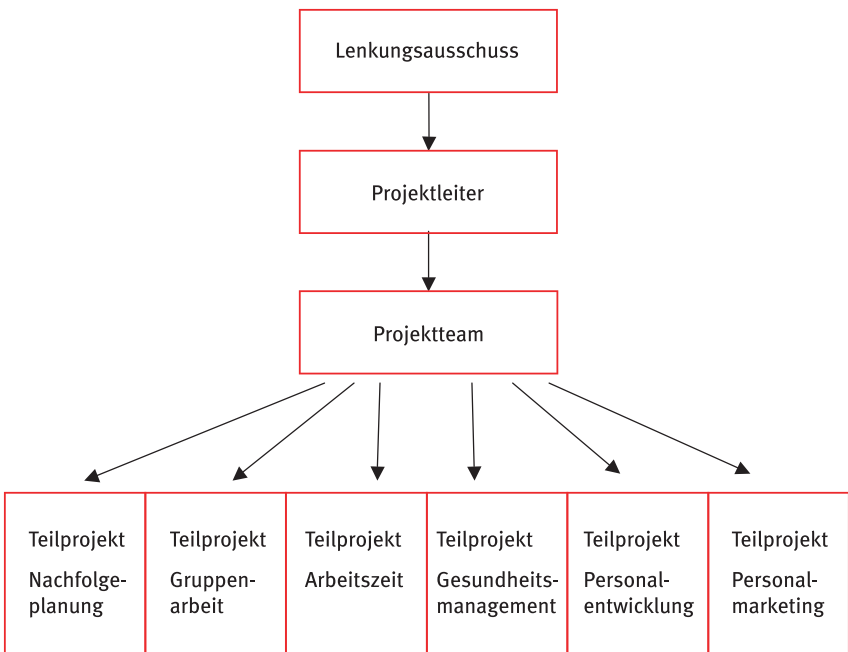 Lenkungsausschuss
Projektleiter
Projektteam
Teilprojekt
Nachfolge-
planung
Teilprojekt
Gruppen-
arbeit
Teilprojekt
Arbeitszeit
Teilprojekt
Gesundheits-
management
Teilprojekt
Personal-
entwicklung
Teilprojekt
Personal-
marketing